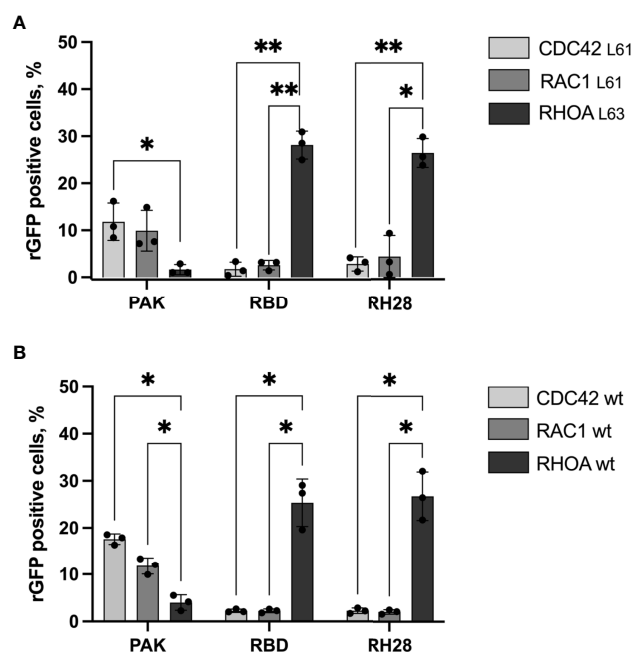 A
rGFP positive cells, %
50
40
30
20
10
0
* ** ** ** *
PAK RBD RH28
CDC42 L61
RAC1 L61
RHOA L63
B
rGFP positive cells, %
50
40
30
20
10
0
* * * * * *
PAK RBD RH28
CDC42 wt
RAC1 wt
RHOA wt